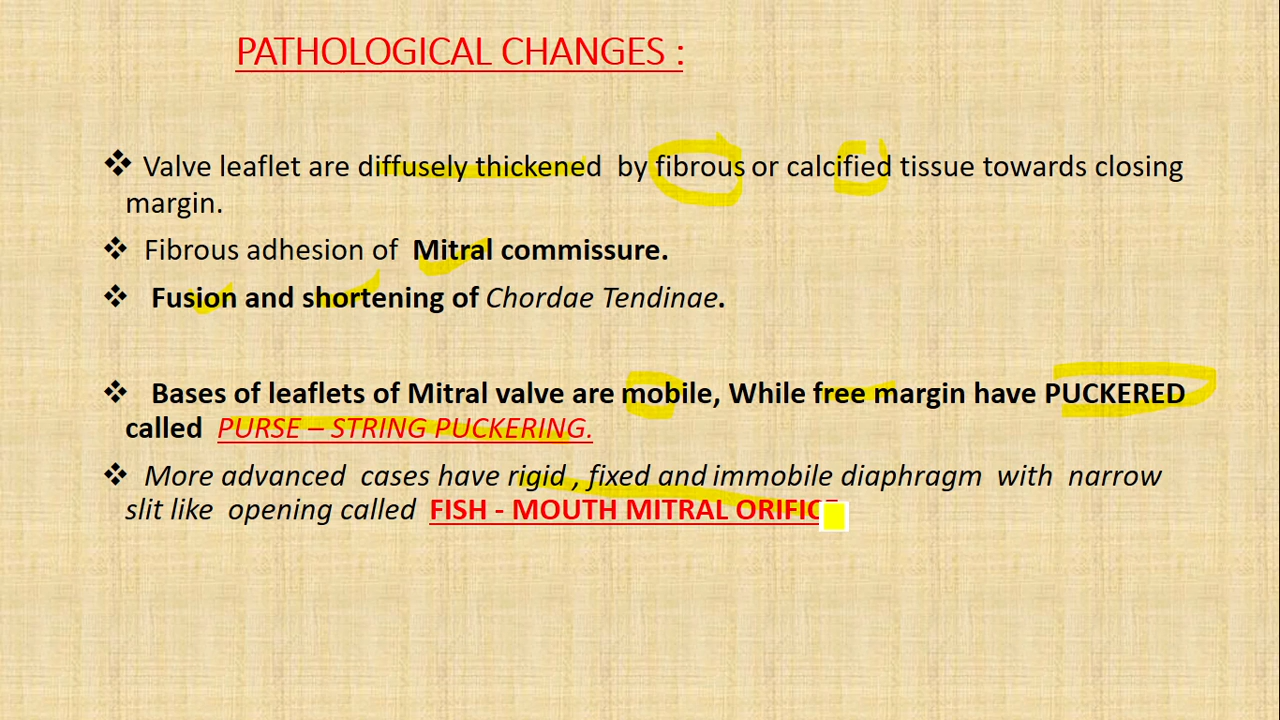 PATHOLOGICAL CHANGES :
❖ Valve leaflet are diffusely thickened by fibrous or calcified tissue towards closing
margin.
❖ Fibrous adhesion of Mitral commissure.
❖ Fusion and shortening of Chordae Tendinae.
❖ Bases of leaflets of Mitral valve are mobile, While free margin have PUCKERED
called PURSE – STRING PUCKERING.
❖ More advanced cases have rigid , fixed and immobile diaphragm with narrow
slit like opening called FISH - MOUTH MITRAL ORIFICE